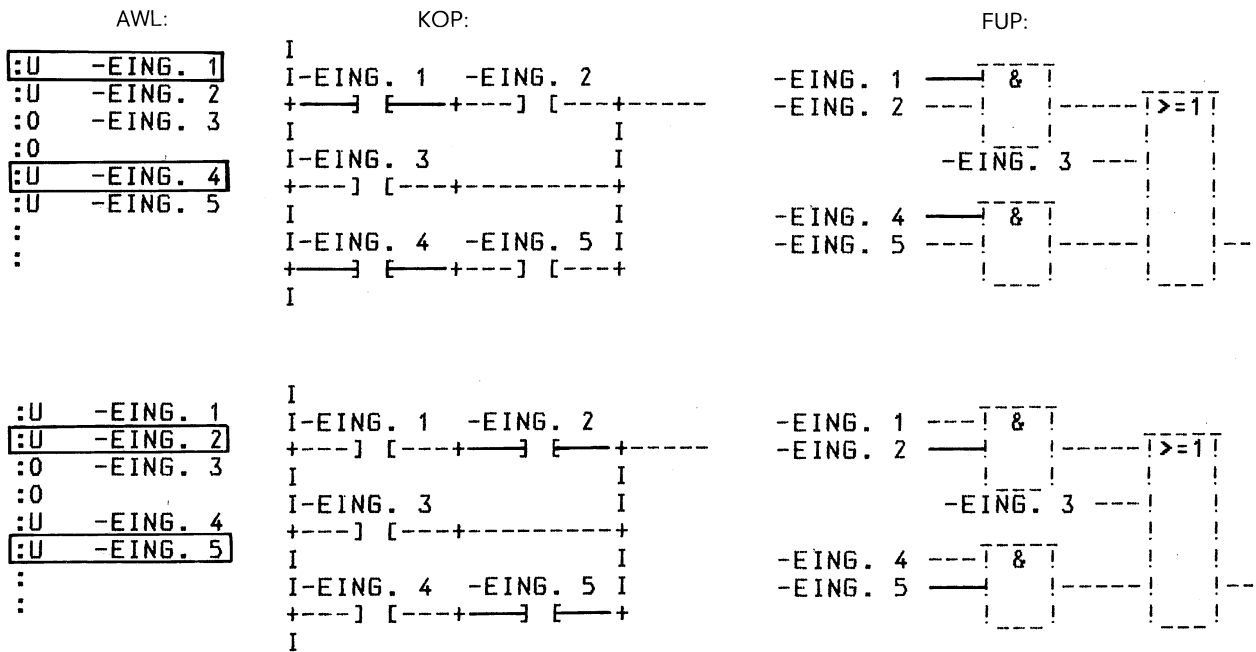 AWL: KOP: FUP:
:U -EING. 1
:U -EING. 2
:O -EING. 3
:O
:U -EING. 4
:U -EING. 5
:
:
I
I-EING. 1 -EING. 2
+---] [---+---] [---+-----
I
I
I-EING. 3 I
+---] [---+---------+
I
I
I-EING. 4 -EING. 5 I
+---] [---+---] [---+
I
-EING. 1 ---! & !
-EING. 2 ---! !-----! >=1 !
-EING. 3 ---!
-EING. 4 ---! & !
-EING. 5 ---! !-----! !--
:U -EING. 1
:U -EING. 2
:O -EING. 3
:O
:U -EING. 4
:U -EING. 5
:
:
I
I-EING. 1 -EING. 2
+---] [---+---] [---+-----
I
I
I-EING. 3 I
+---] [---+---------+
I
I
I-EING. 4 -EING. 5 I
+---] [---+---] [---+
I
-EING. 1 ---! & !
-EING. 2 ---! !-----! >=1 !
-EING. 3 ---!
-EING. 4 ---! & !
-EING. 5 ---! !-----! !--